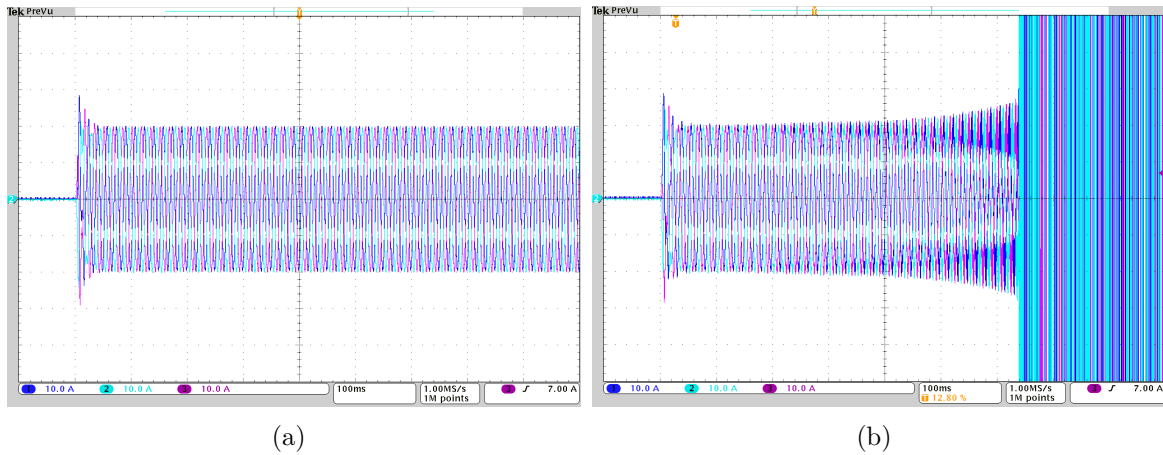 Tek PreVu
T
2
1 10.0 A 2 10.0 A 3 10.0 A 100ms 1.00MS/s 1M points 3 7.00 A
(a)
Tek PreVu
T
T
2
1 10.0 A 2 10.0 A 3 10.0 A 100ms T 12.80 % 1.00MS/s 1M points 3 7.00 A
(b)